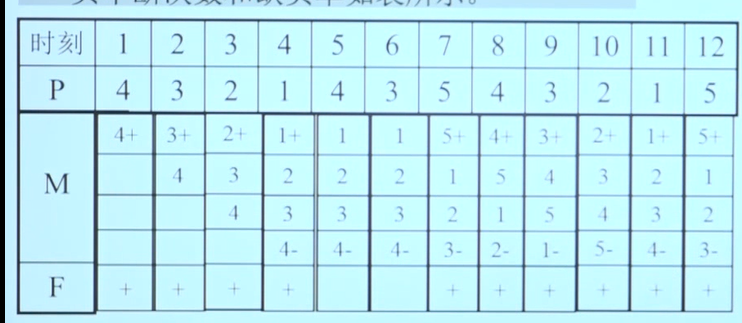 时刻 1 2 3 4 5 6 7 8 9 10 11 12
P 4 3 2 1 4 3 5 4 3 2 1 5
M 4+ 3+ 2+ 1+ 1 1 5+ 4+ 3+ 2+ 1+ 5+
4 3 2 2 2 1 5 4 3 2 1
4 3 3 3 2 1 5 4 3 2
4- 4- 4- 3- 2- 1- 5- 4- 3-
F + + + + + + + + + +